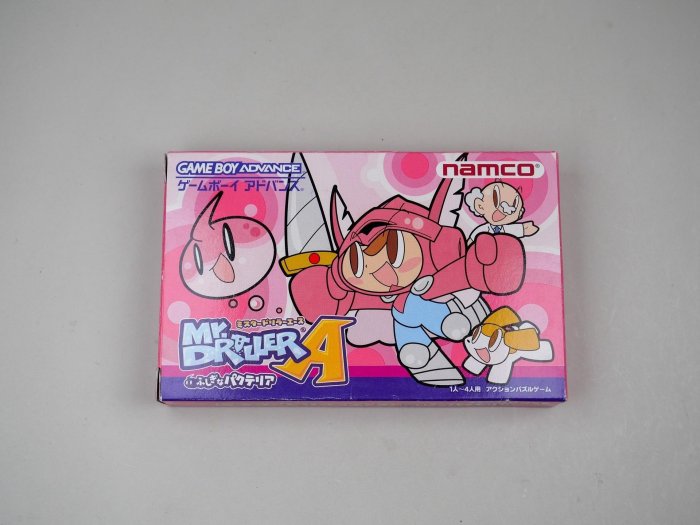 GAME BOY ADVANCE
ゲームボーイ アドバンス
namco
ミスタードリラーエース
MR. DRILLER A
ふしぎなパクテリア
1人〜4人用 アクションパズルゲーム